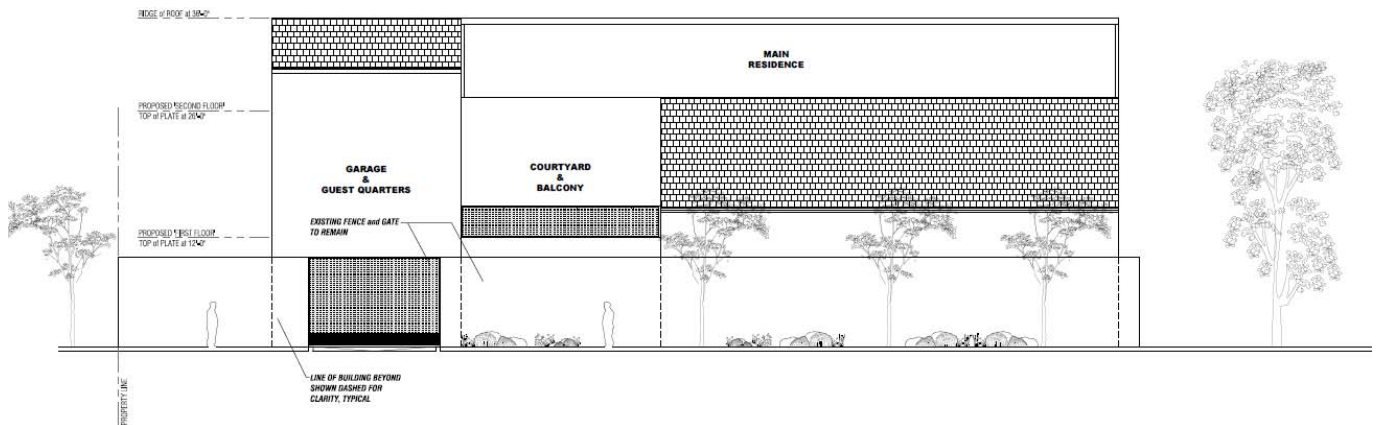 RIDGE of ROOF at 36'-0"
MAIN
RESIDENCE
PROPOSED "SECOND FLOOR"
TOP of PLATE at 26'-0"
GARAGE
&
GUEST QUARTERS
COURTYARD
&
BALCONY
EXISTING FENCE and GATE
TO REMAIN
PROPOSED "FIRST FLOOR"
TOP of PLATE at 12'-0"
LINE OF BUILDING BEYOND
SHOWN DASHED FOR
CLARITY, TYPICAL
PROPERTY LINE